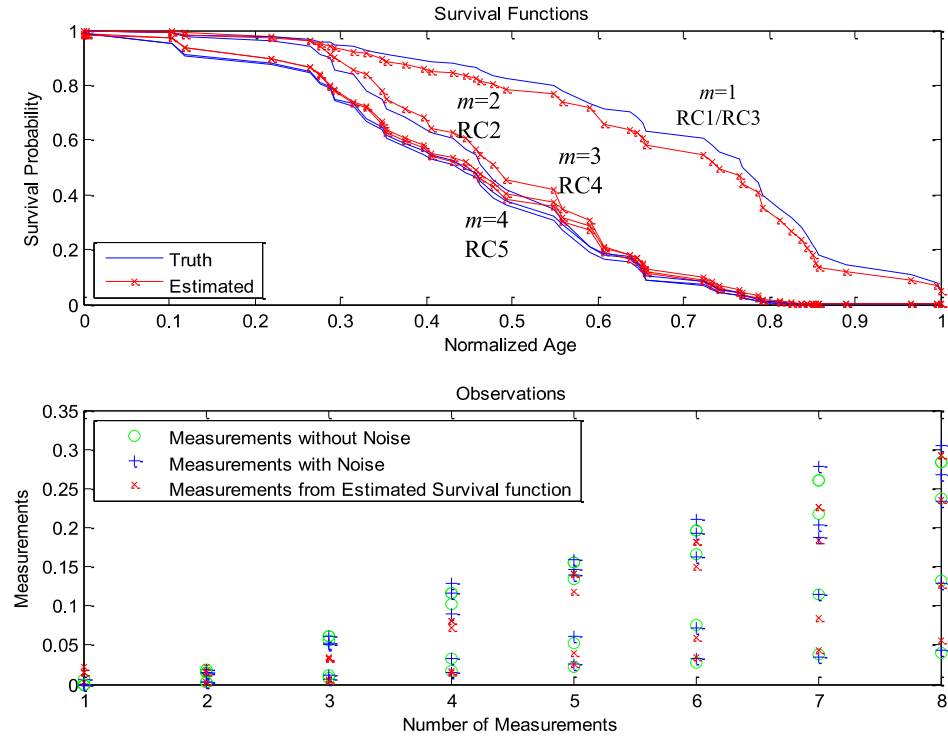 Survival Functions
1
0.8
0.6
0.4
0.2
0
Survival Probability
m=2
RC2
m=1
RC1/RC3
m=3
RC4
m=4
RC5
Truth
Estimated
0 0.1 0.2 0.3 0.4 0.5 0.6 0.7 0.8 0.9 1
Normalized Age
Observations
0.35
0.3
0.25
0.2
0.15
0.1
0.05
0
Measurements
Measurements without Noise
Measurements with Noise
Measurements from Estimated Survival function
1 2 3 4 5 6 7 8
Number of Measurements